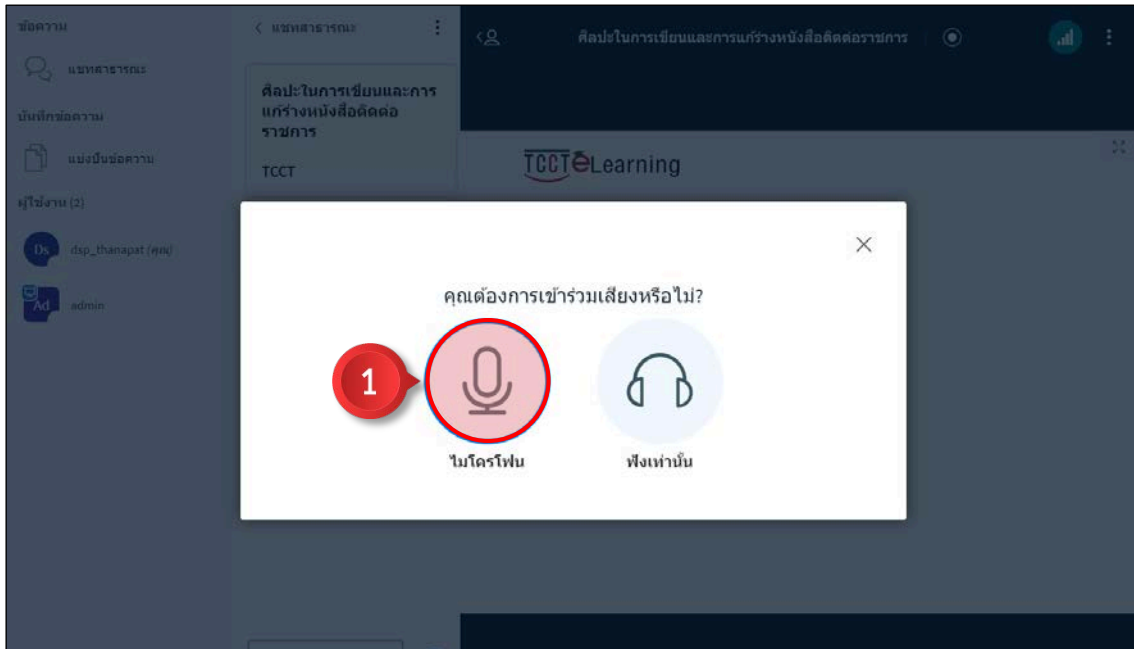 ข้อความ
แชทสาธารณะ
บันทึกข้อความ
แบ่งปันข้อความ
ผู้ใช้งาน (2)
Ds dsp_thanapat (คุณ)
Ad admin
< แชทสาธารณะ
ศิลปะในการเขียนและการ
แก้ร่างหนังสือติดต่อ
ราชการ
TCCT
ศิลปะในการเขียนและการแก้ร่างหนังสือติดต่อราชการ
TCCT eLearning
คุณต้องการเข้าร่วมเสียงหรือไม่?
1
ไมโครโฟน
ฟังเท่านั้น